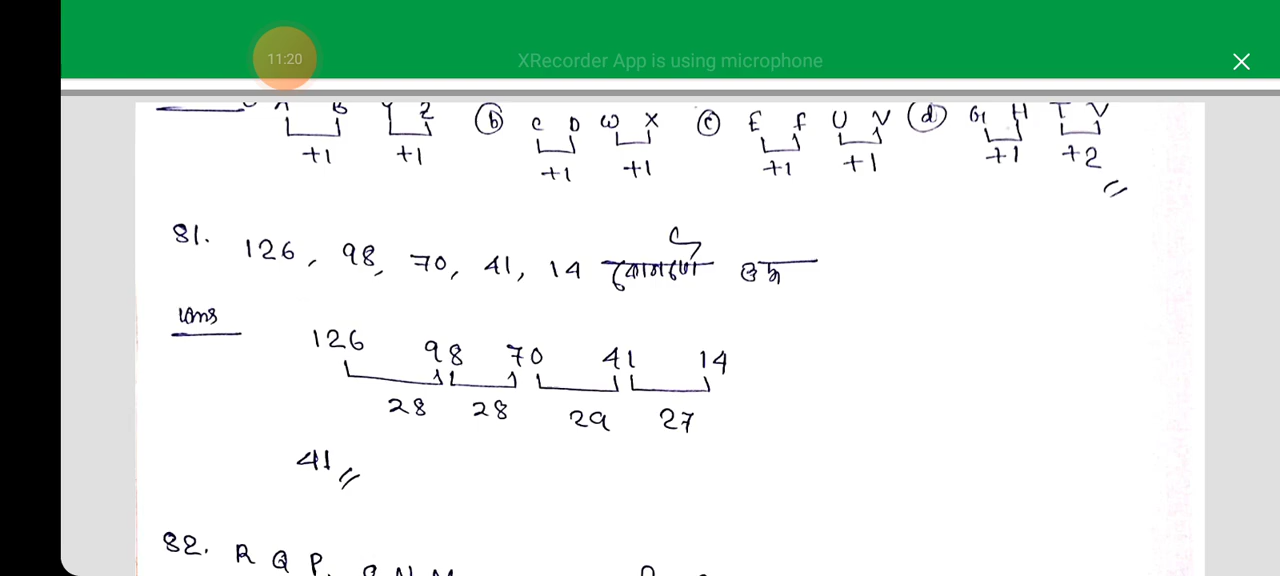 11:20 XRecorder App is using microphone
A B Y Z (b) C D W X (c) E F U V (d) G H T V
+1 +1 +1 +1 +1 +1 +1 +2
81. 126, 98, 70, 41, 14
Ans
126 98 70 41 14
28 28 29 27
41
82. R Q P,